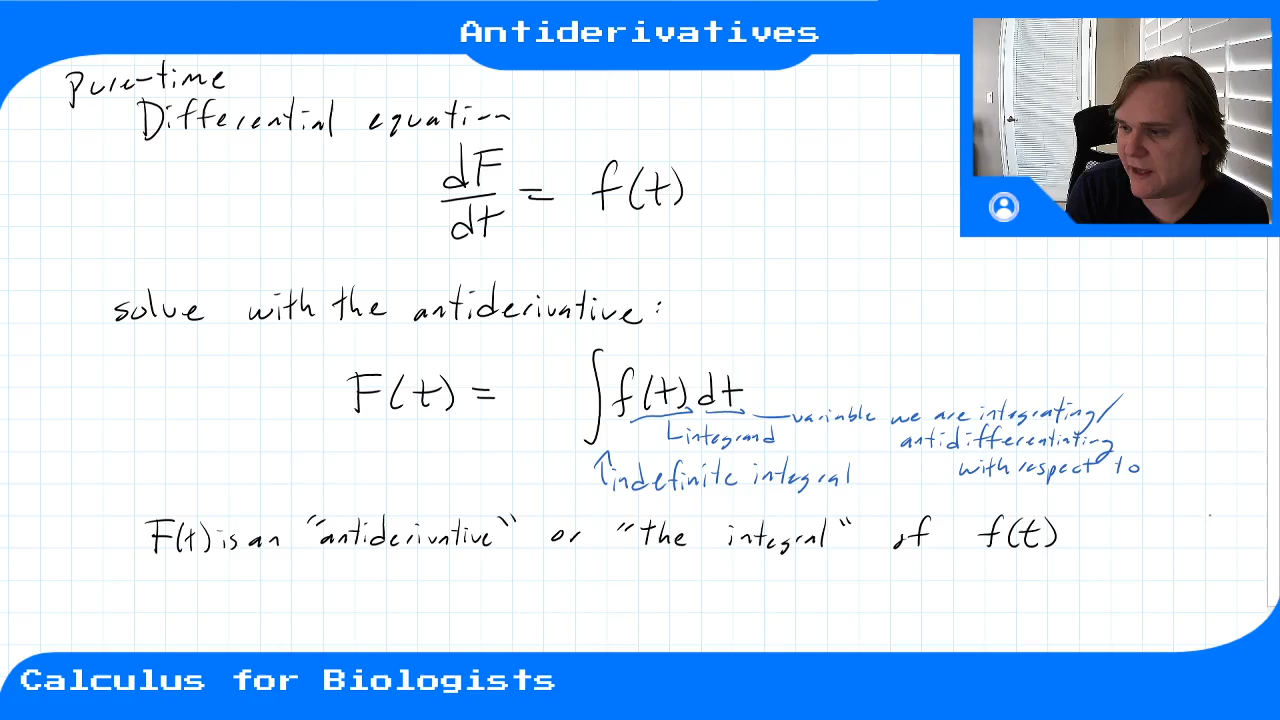 Antiderivatives
pure-time
Differential equation
dF/dt = f(t)
solve with the antiderivative:
F(t) = ∫ f(t) dt
variable we are integrating/
integrand
antidifferentiating
with respect to
indefinite integral
F(t) is an "antiderivative" or "the integral" of f(t)
Calculus for Biologists